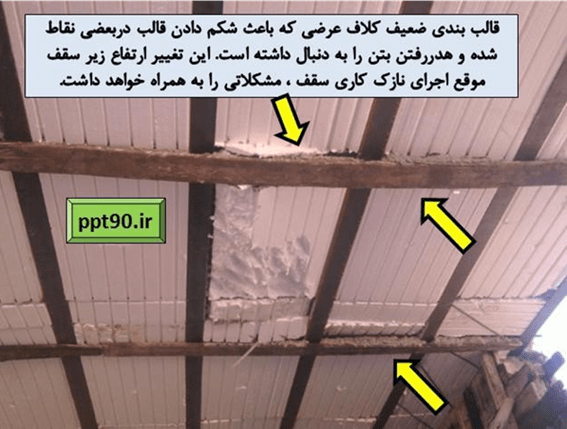 قالب بندی ضعیف کلاف عرضی که باعث شکم دادن قالب دربعضی نقاط
شده و هدررفتن بتن را به دنبال داشته است. این تغییر ارتفاع زیر سقف
موقع اجرای نازک کاری سقف ، مشکلاتی را به همراه خواهد داشت.
ppt90.ir